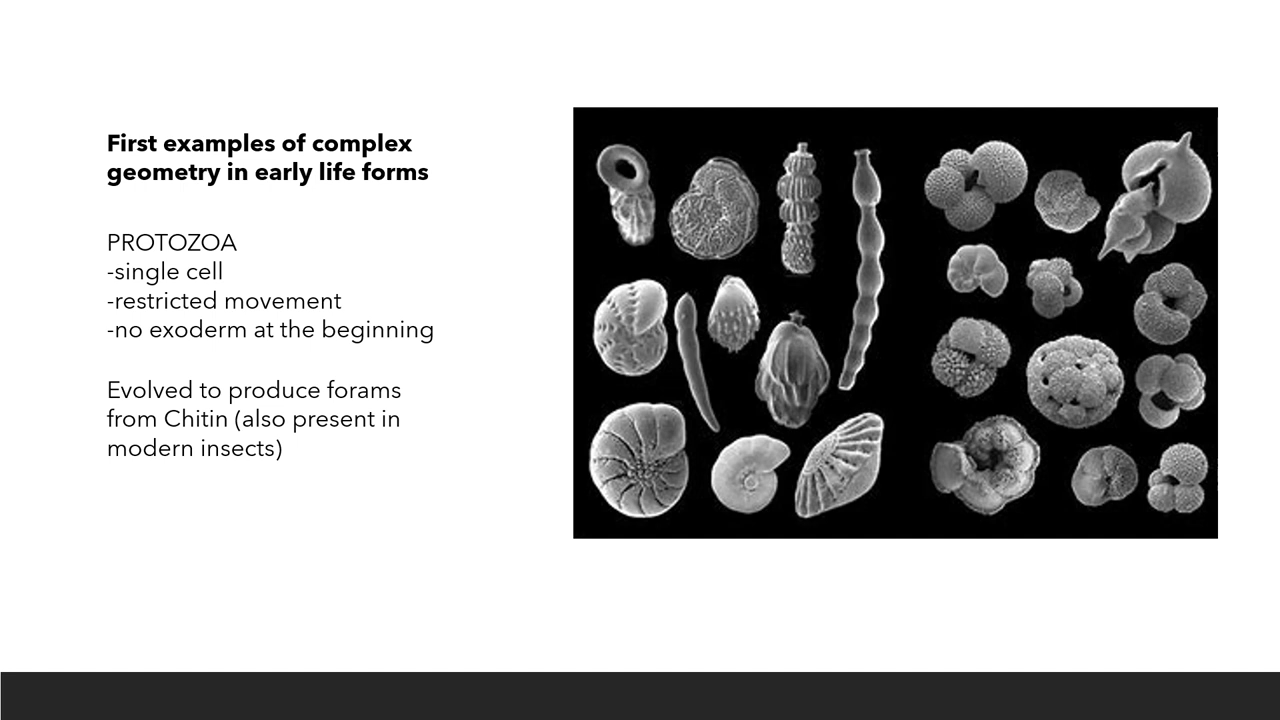 First examples of complex
geometry in early life forms
PROTOZOA
-single cell
-restricted movement
-no exoderm at the beginning
Evolved to produce forams
from Chitin (also present in
modern insects)